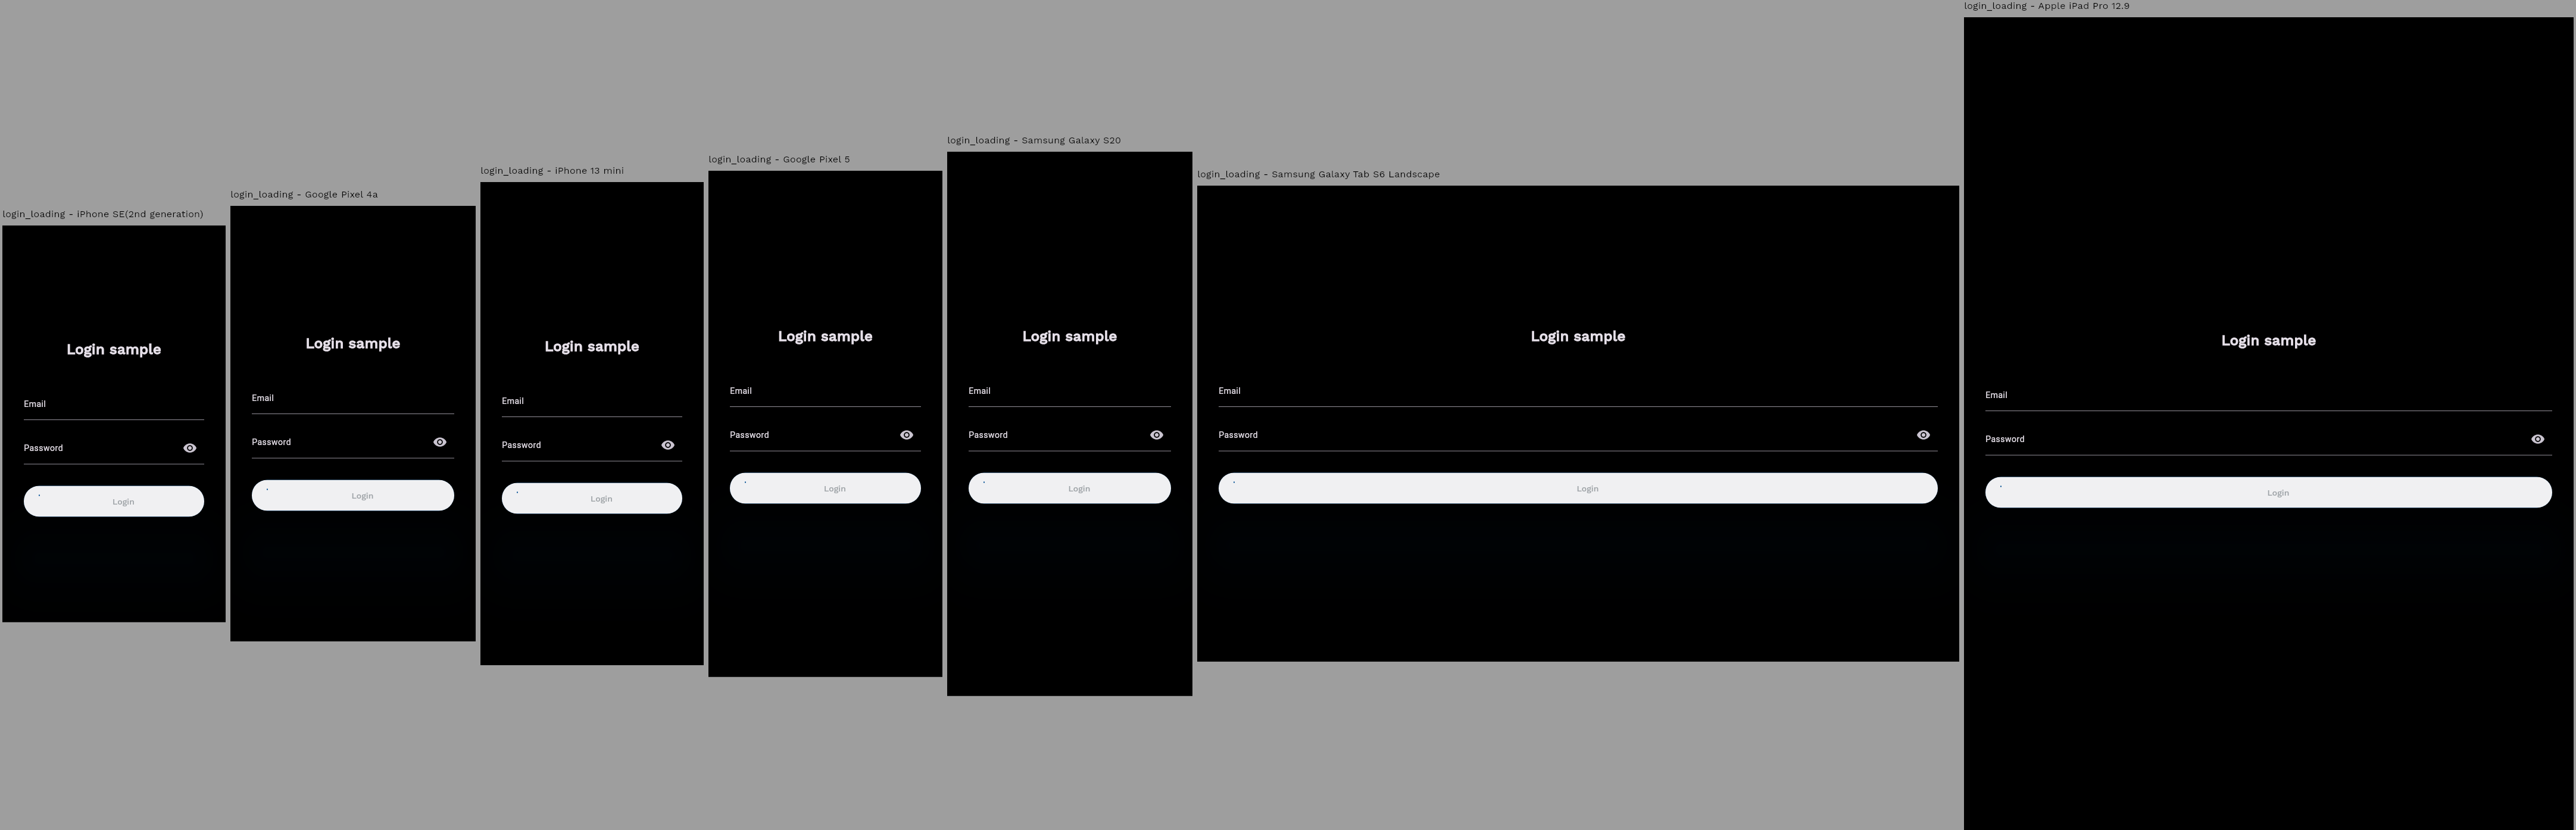 login_loading - iPhone SE(2nd generation)
Login sample
Email
Password
Login
login_loading - Google Pixel 4a
Login sample
Email
Password
Login
login_loading - iPhone 13 mini
Login sample
Email
Password
Login
login_loading - Google Pixel 5
Login sample
Email
Password
Login
login_loading - Samsung Galaxy S20
Login sample
Email
Password
Login
login_loading - Samsung Galaxy Tab S6 Landscape
Login sample
Email
Password
Login
login_loading - Apple iPad Pro 12.9
Login sample
Email
Password
Login